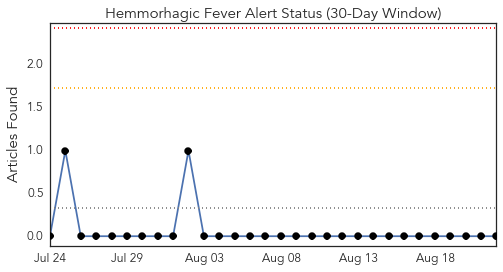 Hemmorhagic Fever Alert Status (30-Day Window)
Articles Found
2.0
1.5
1.0
0.5
0.0
Jul 24 Jul 29 Aug 03 Aug 08 Aug 13 Aug 18